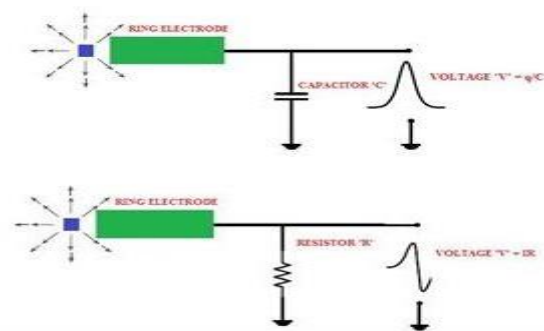 RING ELECTRODE
CAPACITOR 'C'
VOLTAGE 'V' = q/C
RING ELECTRODE
RESISTOR 'R'
VOLTAGE 'V' = IR